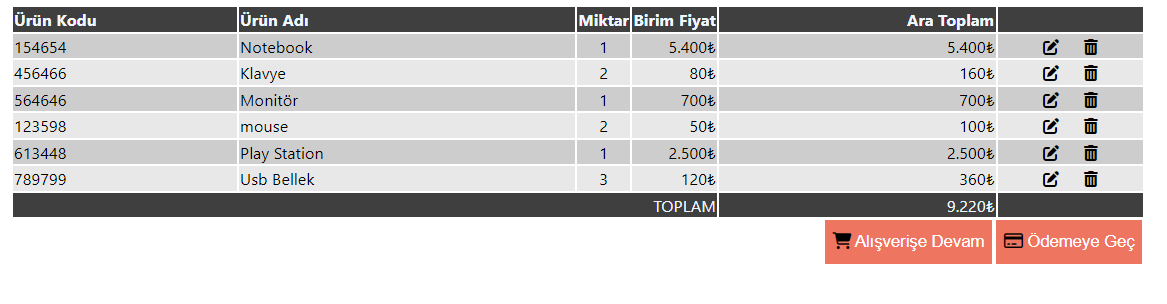 Ürün Kodu Ürün Adı Miktar Birim Fiyat Ara Toplam
154654 Notebook 1 5.400₺ 5.400₺
456466 Klavye 2 80₺ 160₺
564646 Monitör 1 700₺ 700₺
123598 mouse 2 50₺ 100₺
613448 Play Station 1 2.500₺ 2.500₺
789799 Usb Bellek 3 120₺ 360₺
TOPLAM 9.220₺
Alışverişe Devam Ödemeye Geç